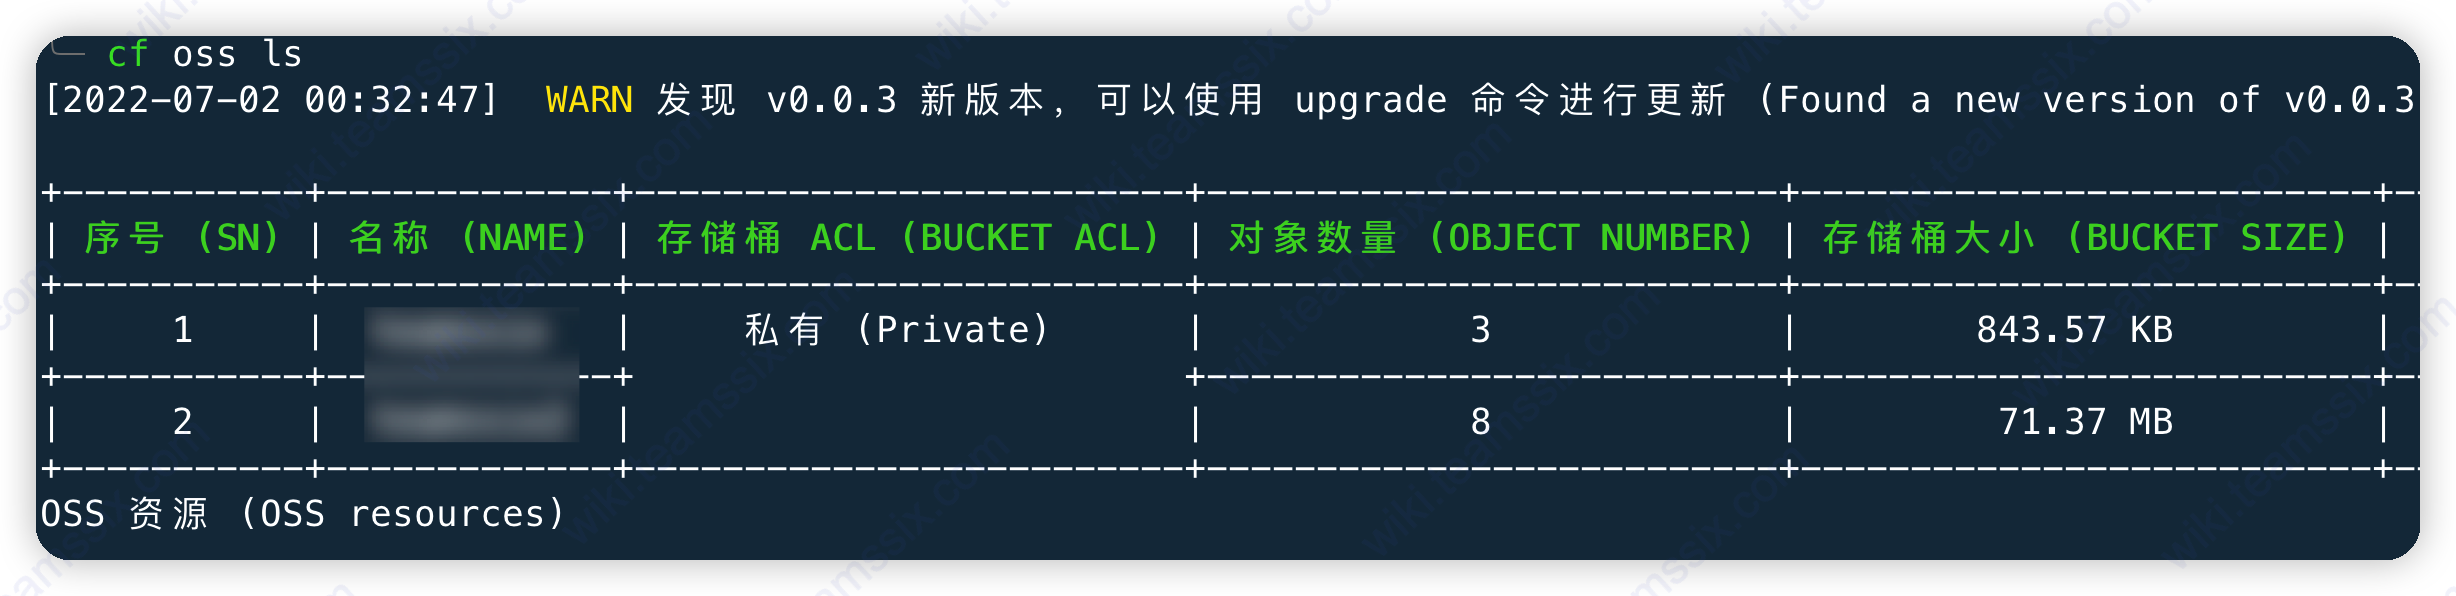 cf oss ls
[2022-07-02 00:32:47] WARN 发现 v0.0.3 新版本，可以使用 upgrade 命令进行更新 (Found a new version of v0.0.3
序号 (SN) | 名称 (NAME) | 存储桶 ACL (BUCKET ACL) | 对象数量 (OBJECT NUMBER) | 存储桶大小 (BUCKET SIZE) |
1 | | 私有 (Private) | 3 | 843.57 KB |
2 | | | 8 | 71.37 MB |
OSS 资源 (OSS resources)
wiki.teamssix.com